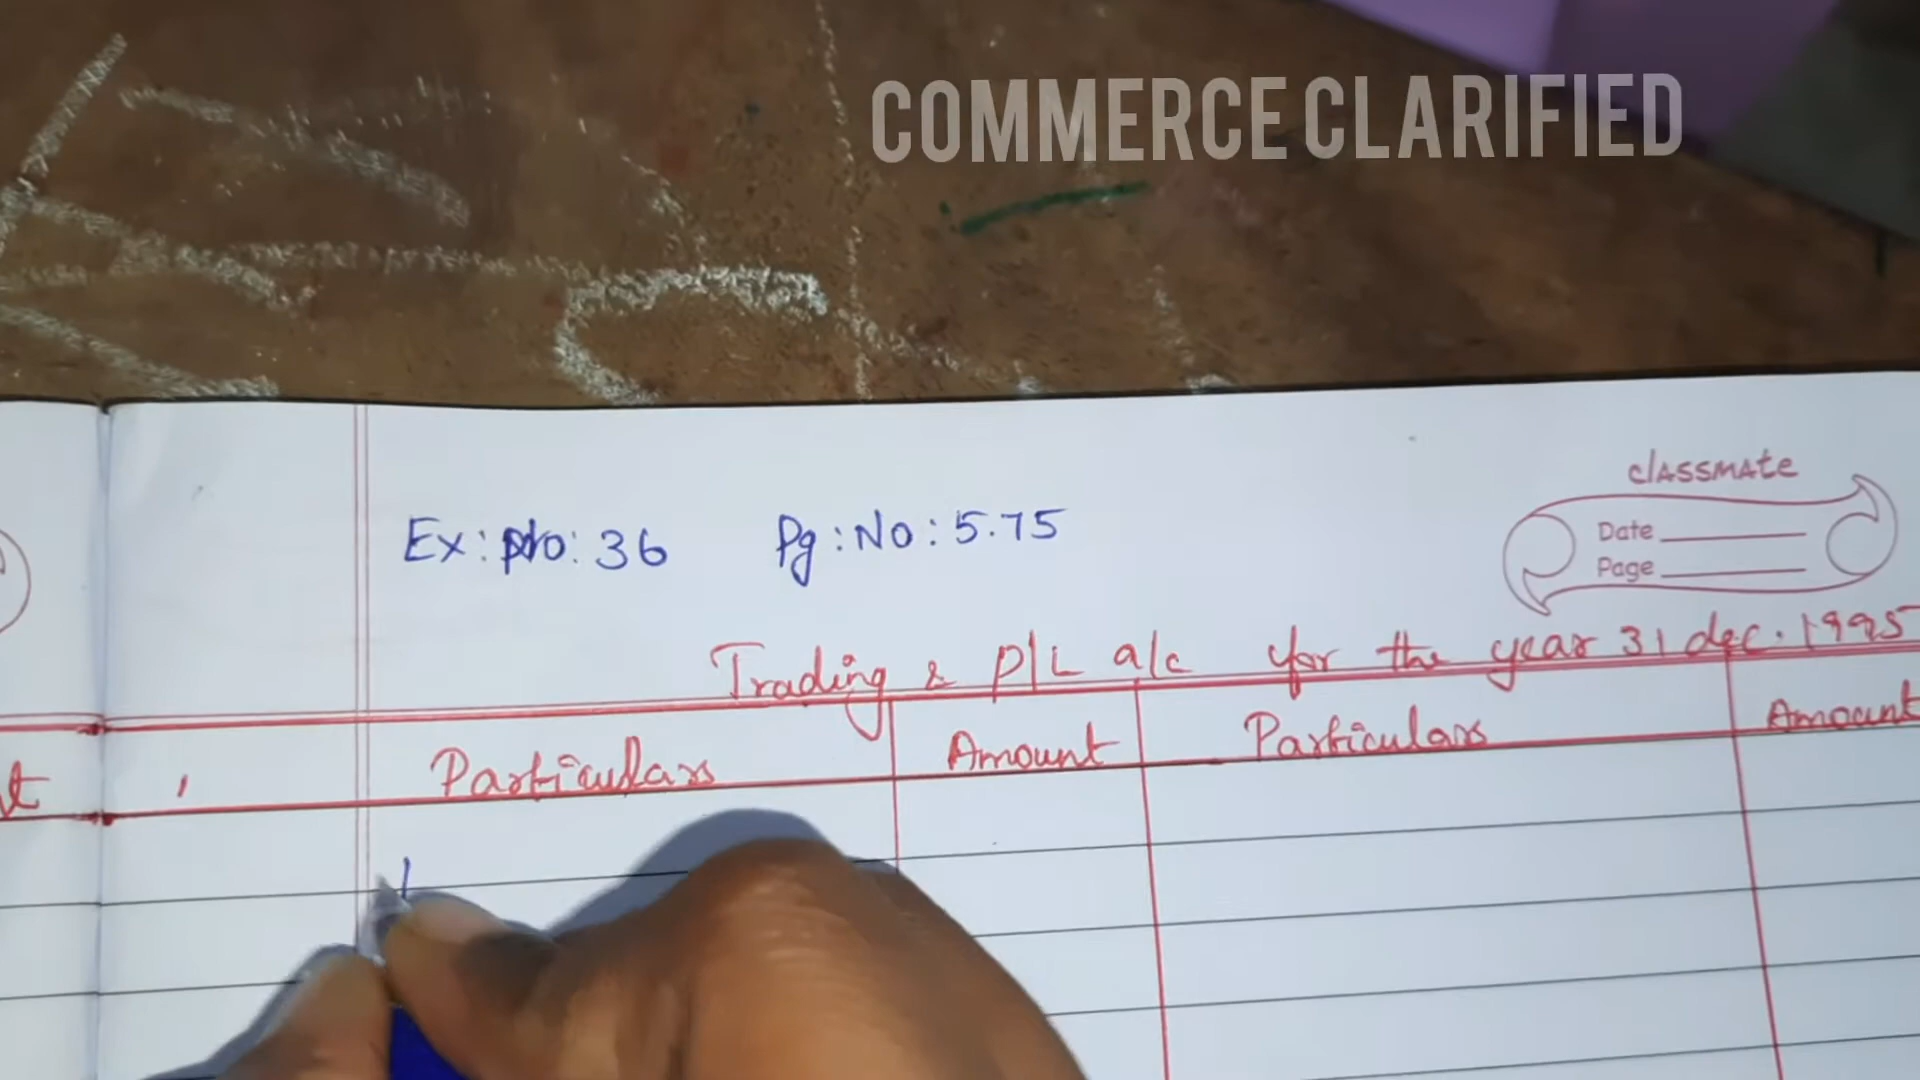 COMMERCE CLARIFIED
classmate
Date
Page
Ex: No: 36 Pg: No: 5.75
Trading & P/L a/c for the year 31 dec. 1995
Particulars Amount Particulars Amount